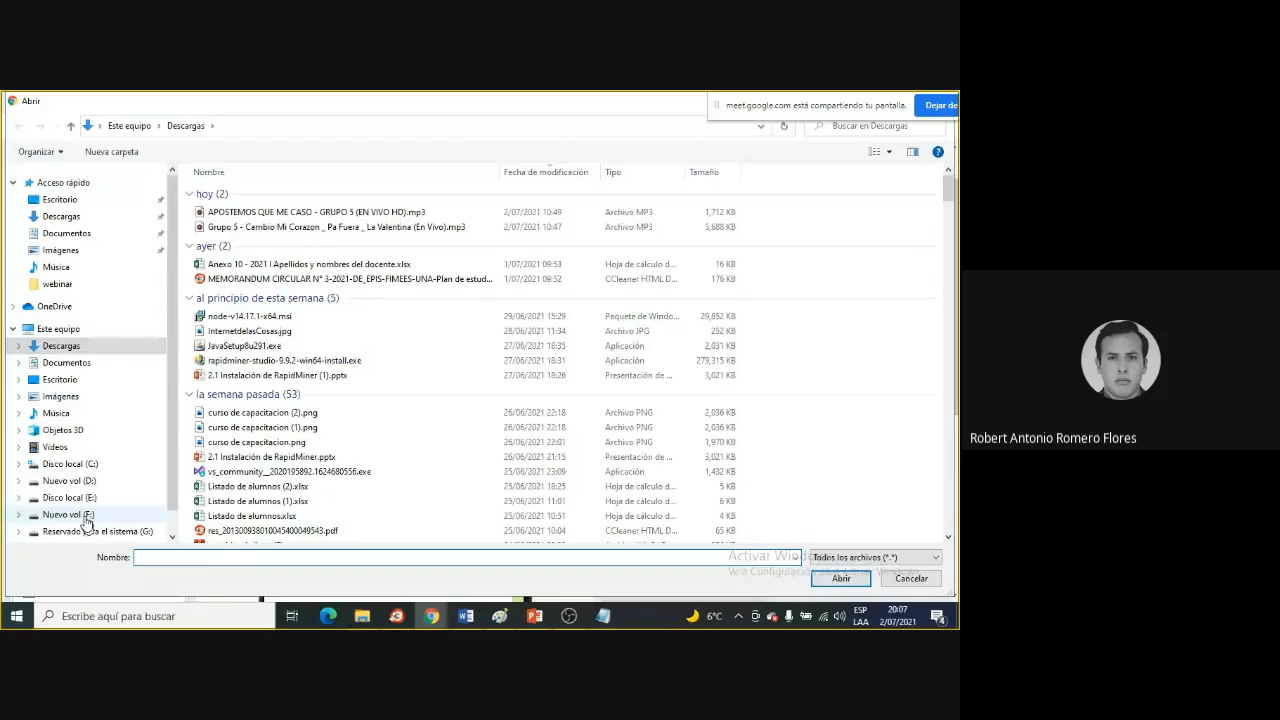 Abrir
meet.google.com está compartiendo tu pantalla.
Dejar de
Este equipo > Descargas >
Buscar en Descargas
Organizar
Nueva carpeta
Acceso rápido
Escritorio
Descargas
Documentos
Imágenes
Música
webinar
OneDrive
Este equipo
Descargas
Documentos
Escritorio
Imágenes
Música
Objetos 3D
Vídeos
Disco local (C:)
Nuevo vol (D:)
Disco local (E:)
Nuevo vol (F:)
Reservado el sistema (G:)
Nombre Fecha de modificación Tipo Tamaño
hoy (2)
APOSTEMOS QUE ME CASO - GRUPO 5 (EN VIVO HD).mp3 2/07/2021 10:49 Archivo MP3 1,712 KB
Grupo 5 - Cambio Mi Corazon _ Pa Fuera _ La Valentina (En Vivo).mp3 2/07/2021 10:47 Archivo MP3 5,688 KB
ayer (2)
Anexo 10 - 2021 I Apellidos y nombres del docente.xlsx 1/07/2021 09:53 Hoja de cálculo d... 16 KB
MEMORANDUM CIRCULAR N° 3-2021-DE_EPIS-FIMEES-UNA-Plan de estud... 1/07/2021 09:52 CCleaner HTML D... 176 KB
al principio de esta semana (5)
node-v14.17.1-x64.msi 29/06/2021 15:29 Paquete de Windo... 29,852 KB
InternetdelasCosas.jpg 28/06/2021 11:34 Archivo JPG 252 KB
JavaSetup8u291.exe 27/06/2021 18:35 Aplicación 2,031 KB
rapidminer-studio-9.9.2-win64-install.exe 27/06/2021 18:31 Aplicación 279,315 KB
2.1 Instalación de RapidMiner (1).pptx 27/06/2021 18:26 Presentación de ... 3,021 KB
la semana pasada (53)
curso de capacitacion (2).png 26/06/2021 22:18 Archivo PNG 2,036 KB
curso de capacitacion (1).png 26/06/2021 22:18 Archivo PNG 2,036 KB
curso de capacitacion.png 26/06/2021 22:01 Archivo PNG 1,970 KB
2.1 Instalación de RapidMiner.pptx 26/06/2021 21:15 Presentación de ... 3,021 KB
vs_community__2020195892.1624680556.exe 25/06/2021 23:09 Aplicación 1,432 KB
Listado de alumnos (2).xlsx 25/06/2021 18:25 Hoja de cálculo d... 5 KB
Listado de alumnos (1).xlsx 25/06/2021 11:01 Hoja de cálculo d... 6 KB
Listado de alumnos.xlsx 25/06/2021 10:51 Hoja de cálculo d... 4 KB
res_201300938010045400049543.pdf 25/06/2021 10:04 CCleaner HTML D... 65 KB
Nombre:
Activar Windo
Todos los archivos (*.*)
Ve a Configuración
Abrir
Cancelar
Escribe aquí para buscar
6°C
ESP
LAA
20:07
2/07/2021
4
Robert Antonio Romero Flores